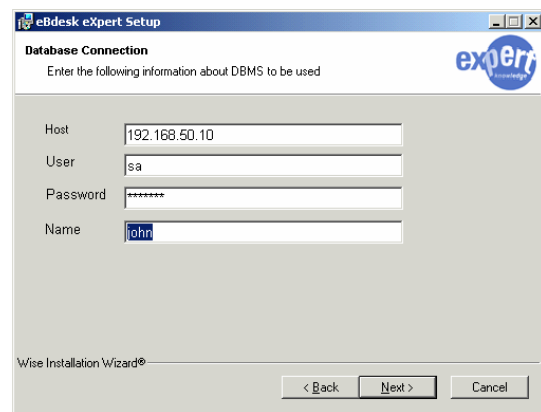 eBdesk eXpert Setup
Database Connection
Enter the following information about DBMS to be used
expert
knowledge
Host
192.168.50.10
User
sa
Password
*******
Name
john
Wise Installation Wizard®
< Back
Next >
Cancel